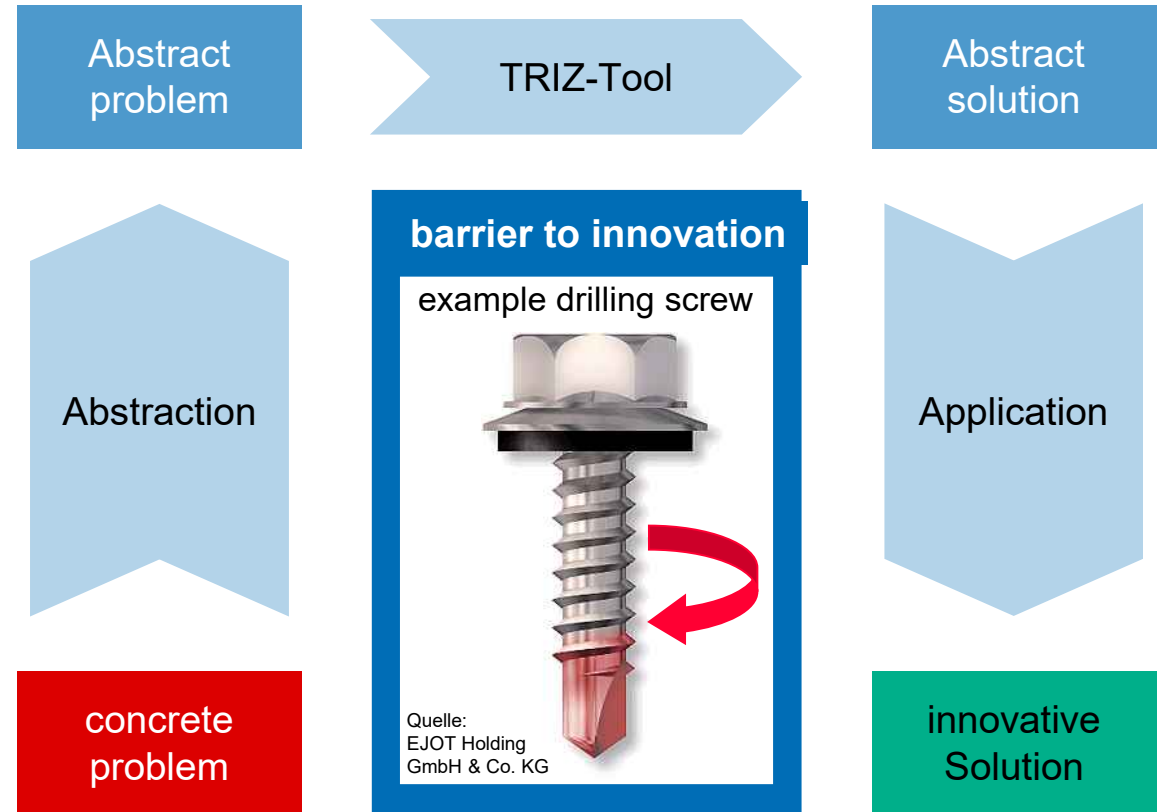 Abstract
problem
TRIZ-Tool
Abstract
solution
barrier to innovation
example drilling screw
Abstraction
Application
Quelle:
EJOT Holding
GmbH & Co. KG
concrete
problem
innovative
Solution